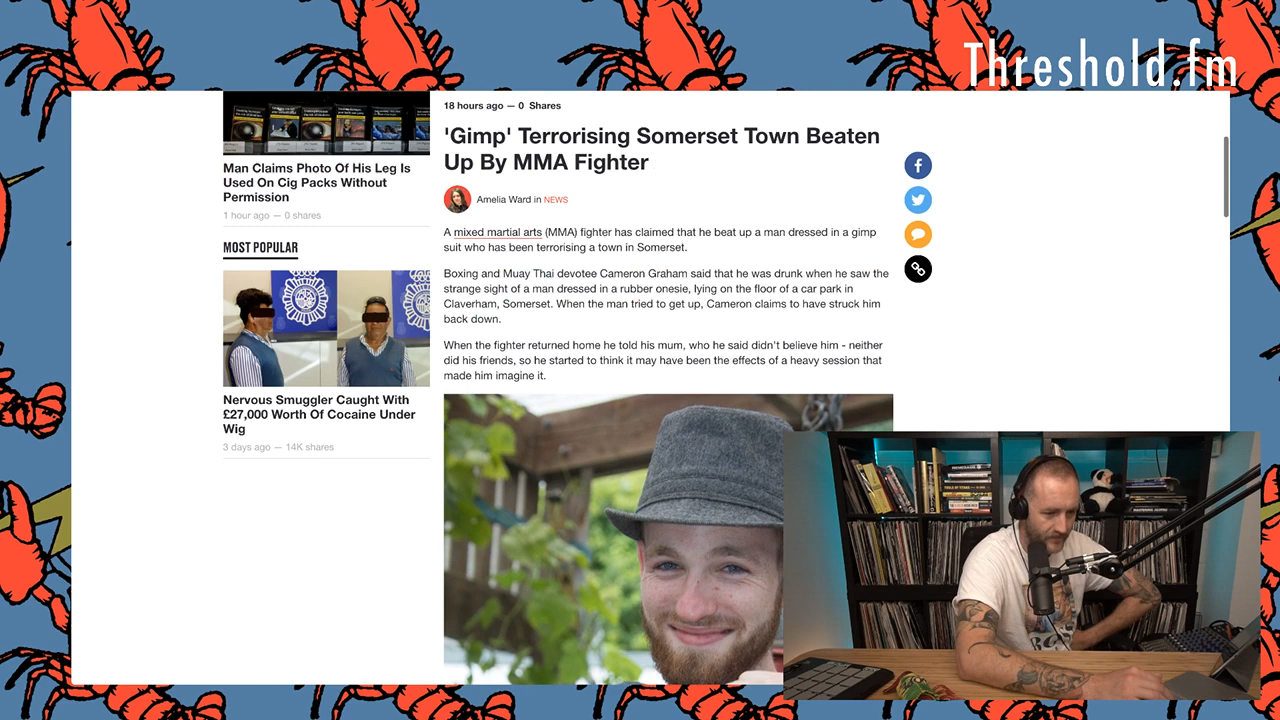 Threshold.fm
18 hours ago — 0 Shares
'Gimp' Terrorising Somerset Town Beaten
Up By MMA Fighter
Amelia Ward in NEWS
A mixed martial arts (MMA) fighter has claimed that he beat up a man dressed in a gimp
suit who has been terrorising a town in Somerset.
Boxing and Muay Thai devotee Cameron Graham said that he was drunk when he saw the
strange sight of a man dressed in a rubber onesie, lying on the floor of a car park in
Claverham, Somerset. When the man tried to get up, Cameron claims to have struck him
back down.
When the fighter returned home he told his mum, who he said didn't believe him - neither
did his friends, so he started to think it may have been the effects of a heavy session that
made him imagine it.
Man Claims Photo Of His Leg Is
Used On Cig Packs Without
Permission
1 hour ago — 0 shares
MOST POPULAR
Nervous Smuggler Caught With
£27,000 Worth Of Cocaine Under
Wig
3 days ago — 14K shares